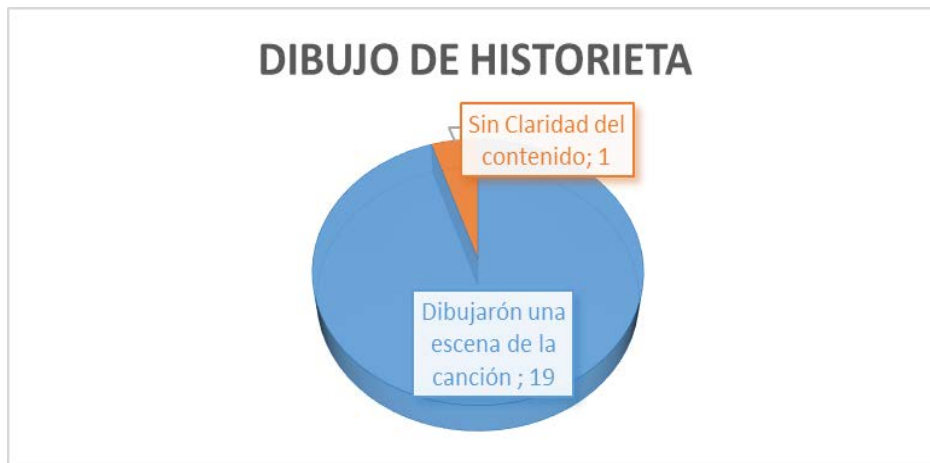 DIBUJO DE HISTORIETA
Sin Claridad del
contenido; 1
Dibujarón una
escena de la
canción ; 19